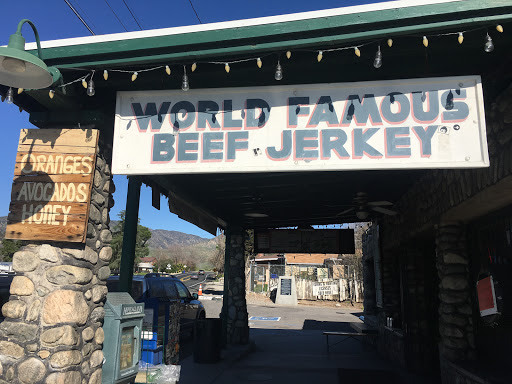 WORLD FAMOUS
BEEF JERKEY
ORANGES
AVOCADOS
HONEY